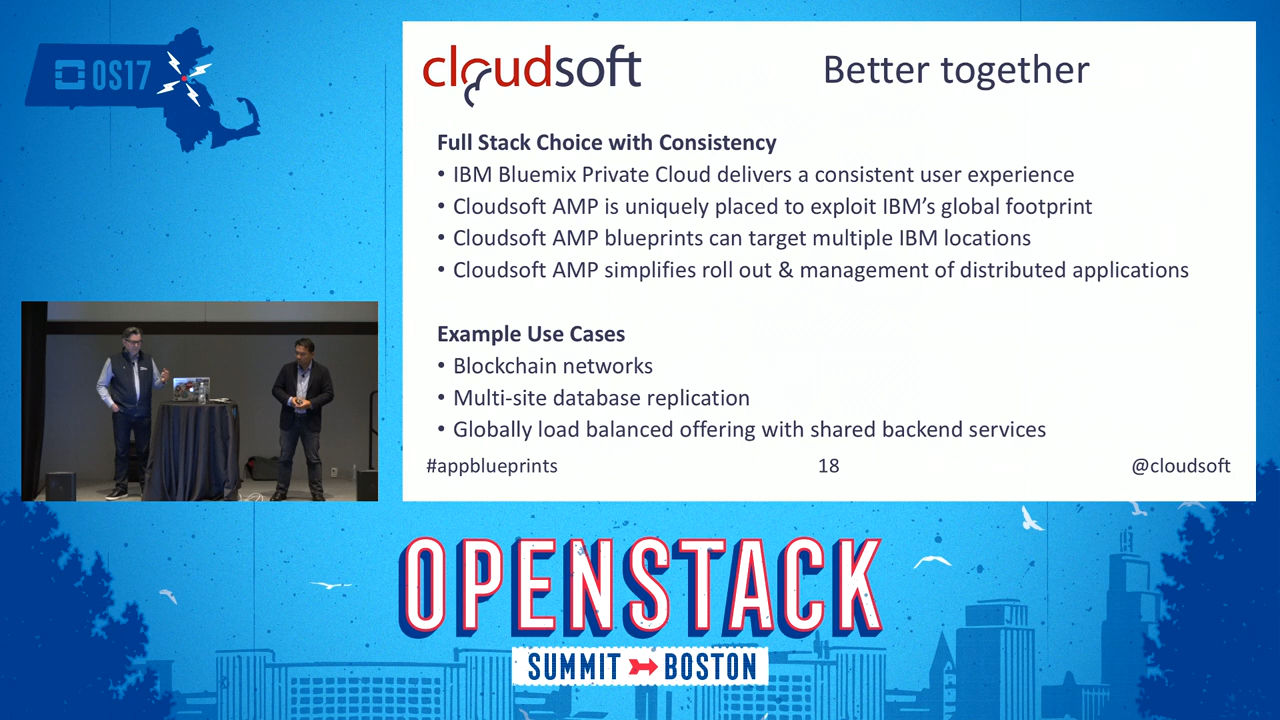 OS17
cloudsoft
Better together
Full Stack Choice with Consistency
• IBM Bluemix Private Cloud delivers a consistent user experience
• Cloudsoft AMP is uniquely placed to exploit IBM's global footprint
• Cloudsoft AMP blueprints can target multiple IBM locations
• Cloudsoft AMP simplifies roll out & management of distributed applications
Example Use Cases
• Blockchain networks
• Multi-site database replication
• Globally load balanced offering with shared backend services
#appblueprints
18
@cloudsoft
OPENSTACK
SUMMIT BOSTON